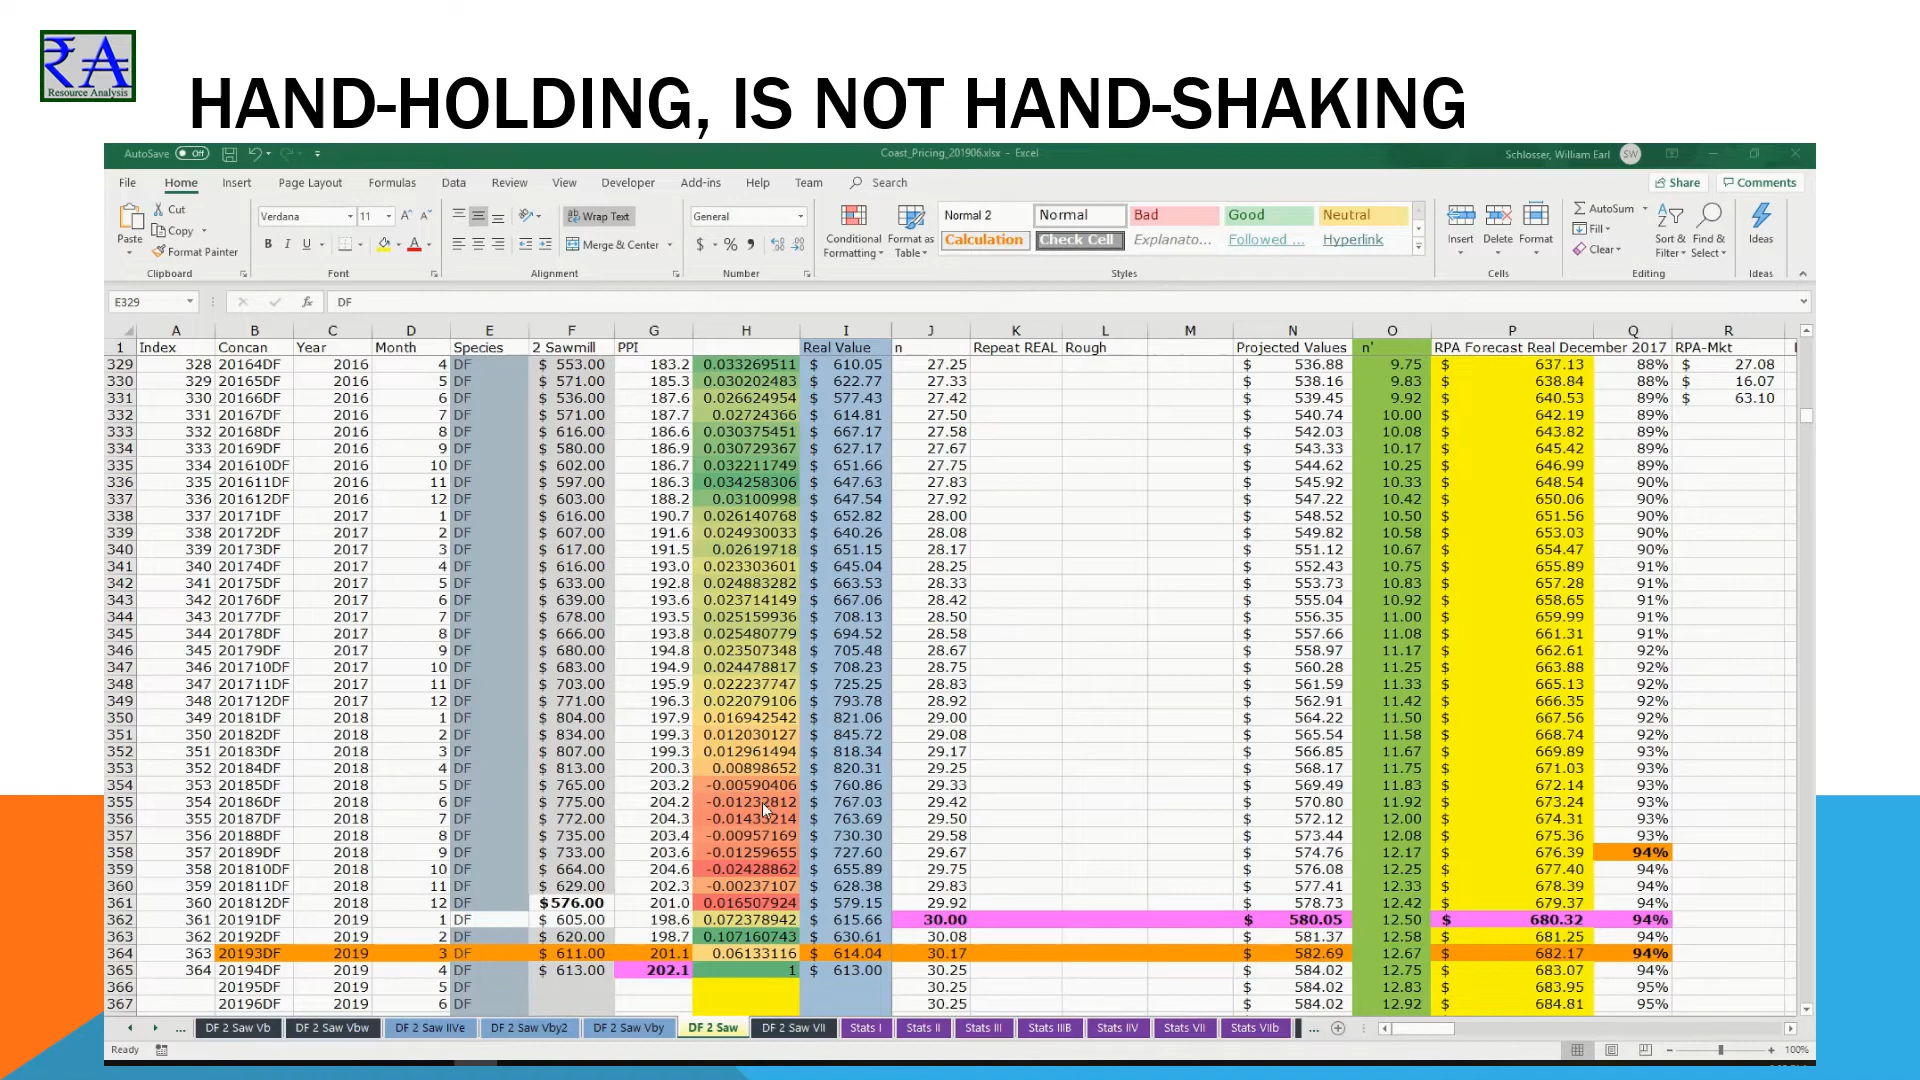 ₹A
Resource Analysis
HAND-HOLDING, IS NOT HAND-SHAKING
AutoSave Off Coast_Pricing_201906.xlsx - Excel Schlosser, William Earl SW
File Home Insert Page Layout Formulas Data Review View Developer Add-ins Help Team Search Share Comments
Cut Verdana 11 Wrap Text General Normal 2 Normal Bad Good Neutral AutoSum
Paste Copy Conditional Formatting Format as Table Insert Delete Format Fill Sort & Filter Find & Select Ideas
Format Painter B I U Merge & Center $ % Calculation Check Cell Explanato... Followed ... Hyperlink Clear
Clipboard Font Alignment Number Styles Cells Editing Ideas
E329 fx DF
A B C D E F G H I J K L M N O P Q R
1 Index Concan Year Month Species 2 Sawmill PPI Real Value n Repeat REAL Rough Projected Values n' RPA Forecast Real December 2017 RPA-Mkt
329 328 20164DF 2016 4 DF $ 553.00 183.2 0.033269511 $ 610.05 27.25 $ 536.88 9.75 $ 637.13 88% $ 27.08
330 329 20165DF 2016 5 DF $ 571.00 185.3 0.030202483 $ 622.77 27.33 $ 538.16 9.83 $ 638.84 88% $ 16.07
331 330 20166DF 2016 6 DF $ 536.00 187.6 0.026624954 $ 577.43 27.42 $ 539.45 9.92 $ 640.53 89% $ 63.10
332 331 20167DF 2016 7 DF $ 571.00 187.7 0.02724366 $ 614.81 27.50 $ 540.74 10.00 $ 642.19 89%
333 332 20168DF 2016 8 DF $ 616.00 186.6 0.030375451 $ 667.17 27.58 $ 542.03 10.08 $ 643.82 89%
334 333 20169DF 2016 9 DF $ 580.00 186.9 0.030729367 $ 627.17 27.67 $ 543.33 10.17 $ 645.42 89%
335 334 201610DF 2016 10 DF $ 602.00 186.7 0.032211749 $ 651.66 27.75 $ 544.62 10.25 $ 646.99 89%
336 335 201611DF 2016 11 DF $ 597.00 186.3 0.034258306 $ 647.63 27.83 $ 545.92 10.33 $ 648.54 90%
337 336 201612DF 2016 12 DF $ 603.00 188.2 0.03100998 $ 647.54 27.92 $ 547.22 10.42 $ 650.06 90%
338 337 20171DF 2017 1 DF $ 616.00 190.7 0.026140768 $ 652.82 28.00 $ 548.52 10.50 $ 651.56 90%
339 338 20172DF 2017 2 DF $ 607.00 191.6 0.024930033 $ 640.26 28.08 $ 549.82 10.58 $ 653.03 90%
340 339 20173DF 2017 3 DF $ 617.00 191.5 0.02619718 $ 651.15 28.17 $ 551.12 10.67 $ 654.47 90%
341 340 20174DF 2017 4 DF $ 616.00 193.0 0.023303601 $ 645.04 28.25 $ 552.43 10.75 $ 655.89 91%
342 341 20175DF 2017 5 DF $ 633.00 192.8 0.024883282 $ 663.53 28.33 $ 553.73 10.83 $ 657.28 91%
343 342 20176DF 2017 6 DF $ 639.00 193.6 0.023714149 $ 667.06 28.42 $ 555.04 10.92 $ 658.65 91%
344 343 20177DF 2017 7 DF $ 678.00 193.5 0.025159936 $ 708.13 28.50 $ 556.35 11.00 $ 659.99 91%
345 344 20178DF 2017 8 DF $ 666.00 193.8 0.025480779 $ 694.52 28.58 $ 557.66 11.08 $ 661.31 91%
346 345 20179DF 2017 9 DF $ 680.00 194.8 0.023507348 $ 705.48 28.67 $ 558.97 11.17 $ 662.61 92%
347 346 201710DF 2017 10 DF $ 683.00 194.9 0.024478817 $ 708.23 28.75 $ 560.28 11.25 $ 663.88 92%
348 347 201711DF 2017 11 DF $ 703.00 195.9 0.022237747 $ 725.25 28.83 $ 561.59 11.33 $ 665.13 92%
349 348 201712DF 2017 12 DF $ 771.00 196.3 0.022079106 $ 793.78 28.92 $ 562.91 11.42 $ 666.35 92%
350 349 20181DF 2018 1 DF $ 804.00 197.9 0.016942542 $ 821.06 29.00 $ 564.22 11.50 $ 667.56 92%
351 350 20182DF 2018 2 DF $ 834.00 199.3 0.012030127 $ 845.72 29.08 $ 565.54 11.58 $ 668.74 92%
352 351 20183DF 2018 3 DF $ 807.00 199.3 0.012961494 $ 818.34 29.17 $ 566.85 11.67 $ 669.89 93%
353 352 20184DF 2018 4 DF $ 813.00 200.3 0.00898652 $ 820.31 29.25 $ 568.17 11.75 $ 671.03 93%
354 353 20185DF 2018 5 DF $ 765.00 203.2 -0.00590406 $ 760.86 29.33 $ 569.49 11.83 $ 672.14 93%
355 354 20186DF 2018 6 DF $ 775.00 204.2 -0.01232812 $ 767.03 29.42 $ 570.80 11.92 $ 673.24 93%
356 355 20187DF 2018 7 DF $ 772.00 204.3 $ 763.69 29.50 $ 572.12 12.00 $ 674.31 93%
357 356 20188DF 2018 8 DF $ 735.00 203.4 -0.00957169 $ 730.30 29.58 $ 573.44 12.08 $ 675.36 93%
358 357 20189DF 2018 9 DF $ 733.00 203.6 -0.01259655 $ 727.60 29.67 $ 574.76 12.17 $ 676.39 94%
359 358 201810DF 2018 10 DF $ 664.00 204.6 -0.02428862 $ 655.89 29.75 $ 576.08 12.25 $ 677.40 94%
360 359 201811DF 2018 11 DF $ 629.00 202.3 -0.00237107 $ 628.38 29.83 $ 577.41 12.33 $ 678.39 94%
361 360 201812DF 2018 12 DF $576.00 201.0 0.016507924 $ 579.15 29.92 $ 578.73 12.42 $ 679.37 94%
362 361 20191DF 2019 1 DF $ 605.00 198.6 0.072378942 $ 615.66 30.00 $ 580.05 12.50 $ 680.32 94%
363 362 20192DF 2019 2 DF $ 620.00 198.7 0.107160743 $ 630.61 30.08 $ 581.37 12.58 $ 681.25 94%
364 363 20193DF 2019 3 DF $ 611.00 201.1 0.06133116 $ 614.04 30.17 $ 582.69 12.67 $ 682.17 94%
365 364 20194DF 2019 4 DF $ 613.00 202.1 1 $ 613.00 30.25 $ 584.02 12.75 $ 683.07 94%
366 20195DF 2019 5 DF 30.25 $ 584.02 12.83 $ 683.95 95%
367 20196DF 2019 6 DF 30.25 $ 584.02 12.92 $ 684.81 95%
... DF 2 Saw Vb DF 2 Saw Vbw DF 2 Saw IIVe DF 2 Saw Vby2 DF 2 Saw Vby DF 2 Saw DF 2 Saw VII Stats I Stats II Stats III Stats IIIB Stats IIV Stats VII Stats VIIb ...
Ready 100%